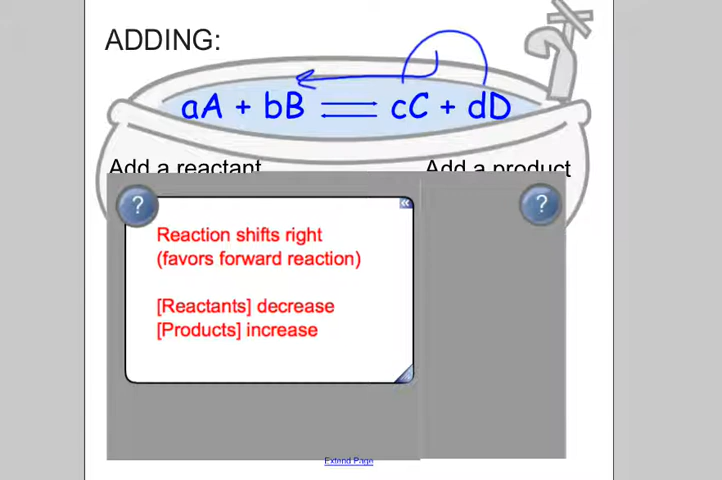 ADDING:
aA + bB ⇌ cC + dD
Add a reactant
Add a product
?
?
Reaction shifts right
(favors forward reaction)
[Reactants] decrease
[Products] increase
Extend Page